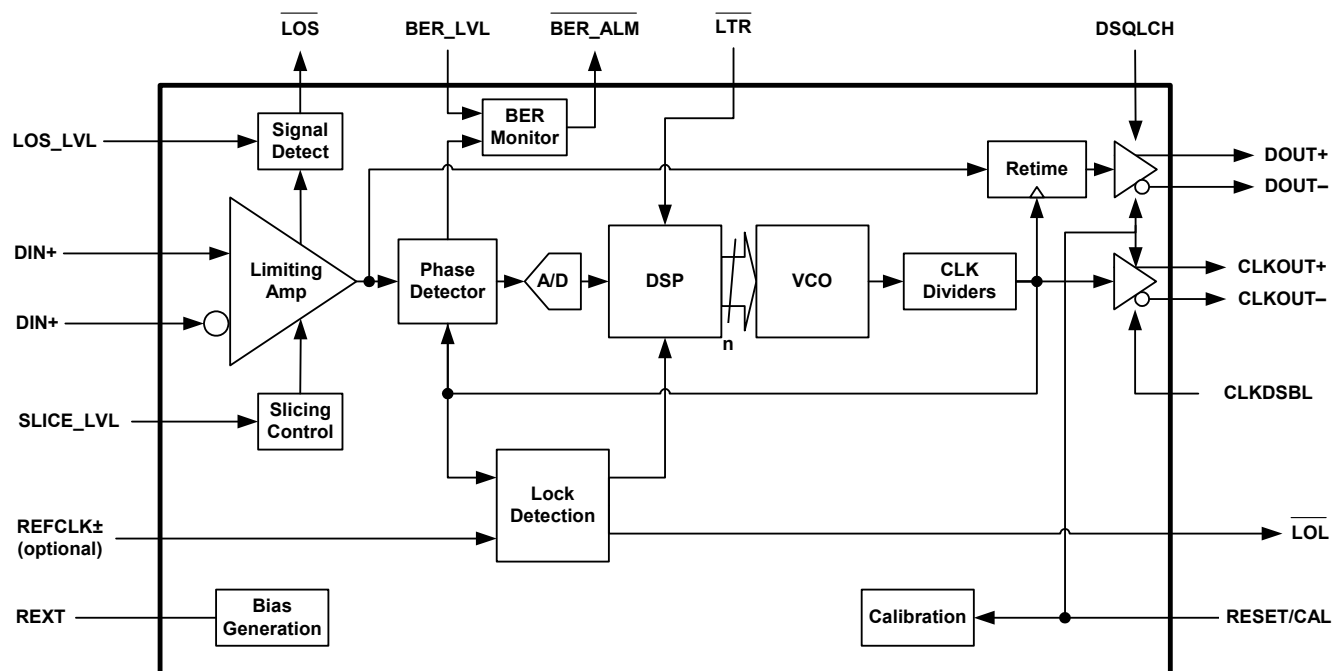 LOS
BER_LVL
BER_ALM
LTR
DSQLCH
LOS_LVL
Signal
Detect
BER
Monitor
Retime
DOUT+
DOUT–
DIN+
DIN+
Limiting
Amp
Phase
Detector
A/D
DSP
n
VCO
CLK
Dividers
CLKOUT+
CLKOUT–
CLKDSBL
SLICE_LVL
Slicing
Control
REFCLK±
(optional)
Lock
Detection
LOL
REXT
Bias
Generation
Calibration
RESET/CAL